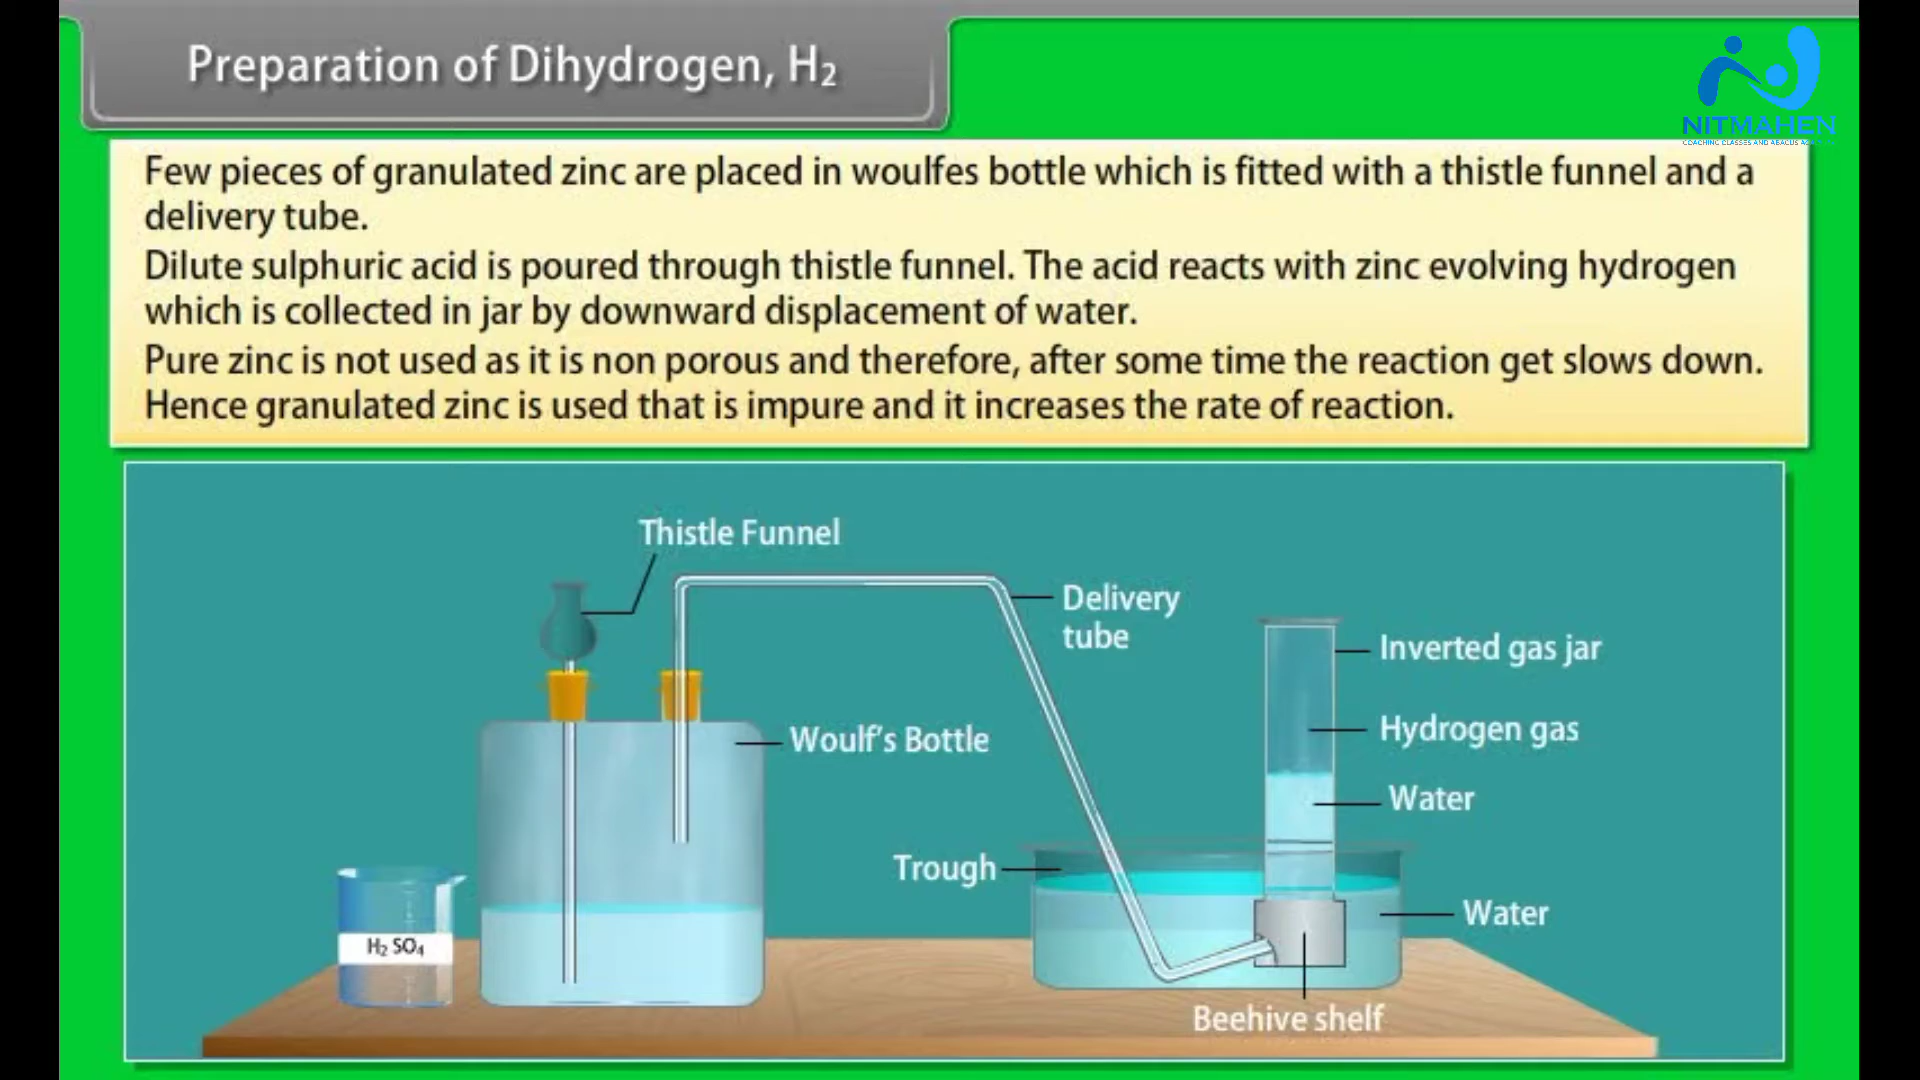 Preparation of Dihydrogen, H₂
NITMAHEN
Few pieces of granulated zinc are placed in woulfes bottle which is fitted with a thistle funnel and a
delivery tube.
Dilute sulphuric acid is poured through thistle funnel. The acid reacts with zinc evolving hydrogen
which is collected in jar by downward displacement of water.
Pure zinc is not used as it is non porous and therefore, after some time the reaction get slows down.
Hence granulated zinc is used that is impure and it increases the rate of reaction.
Thistle Funnel
Delivery
tube
Inverted gas jar
Hydrogen gas
Woulf's Bottle
Water
Trough
Water
H₂ SO₄
Beehive shelf